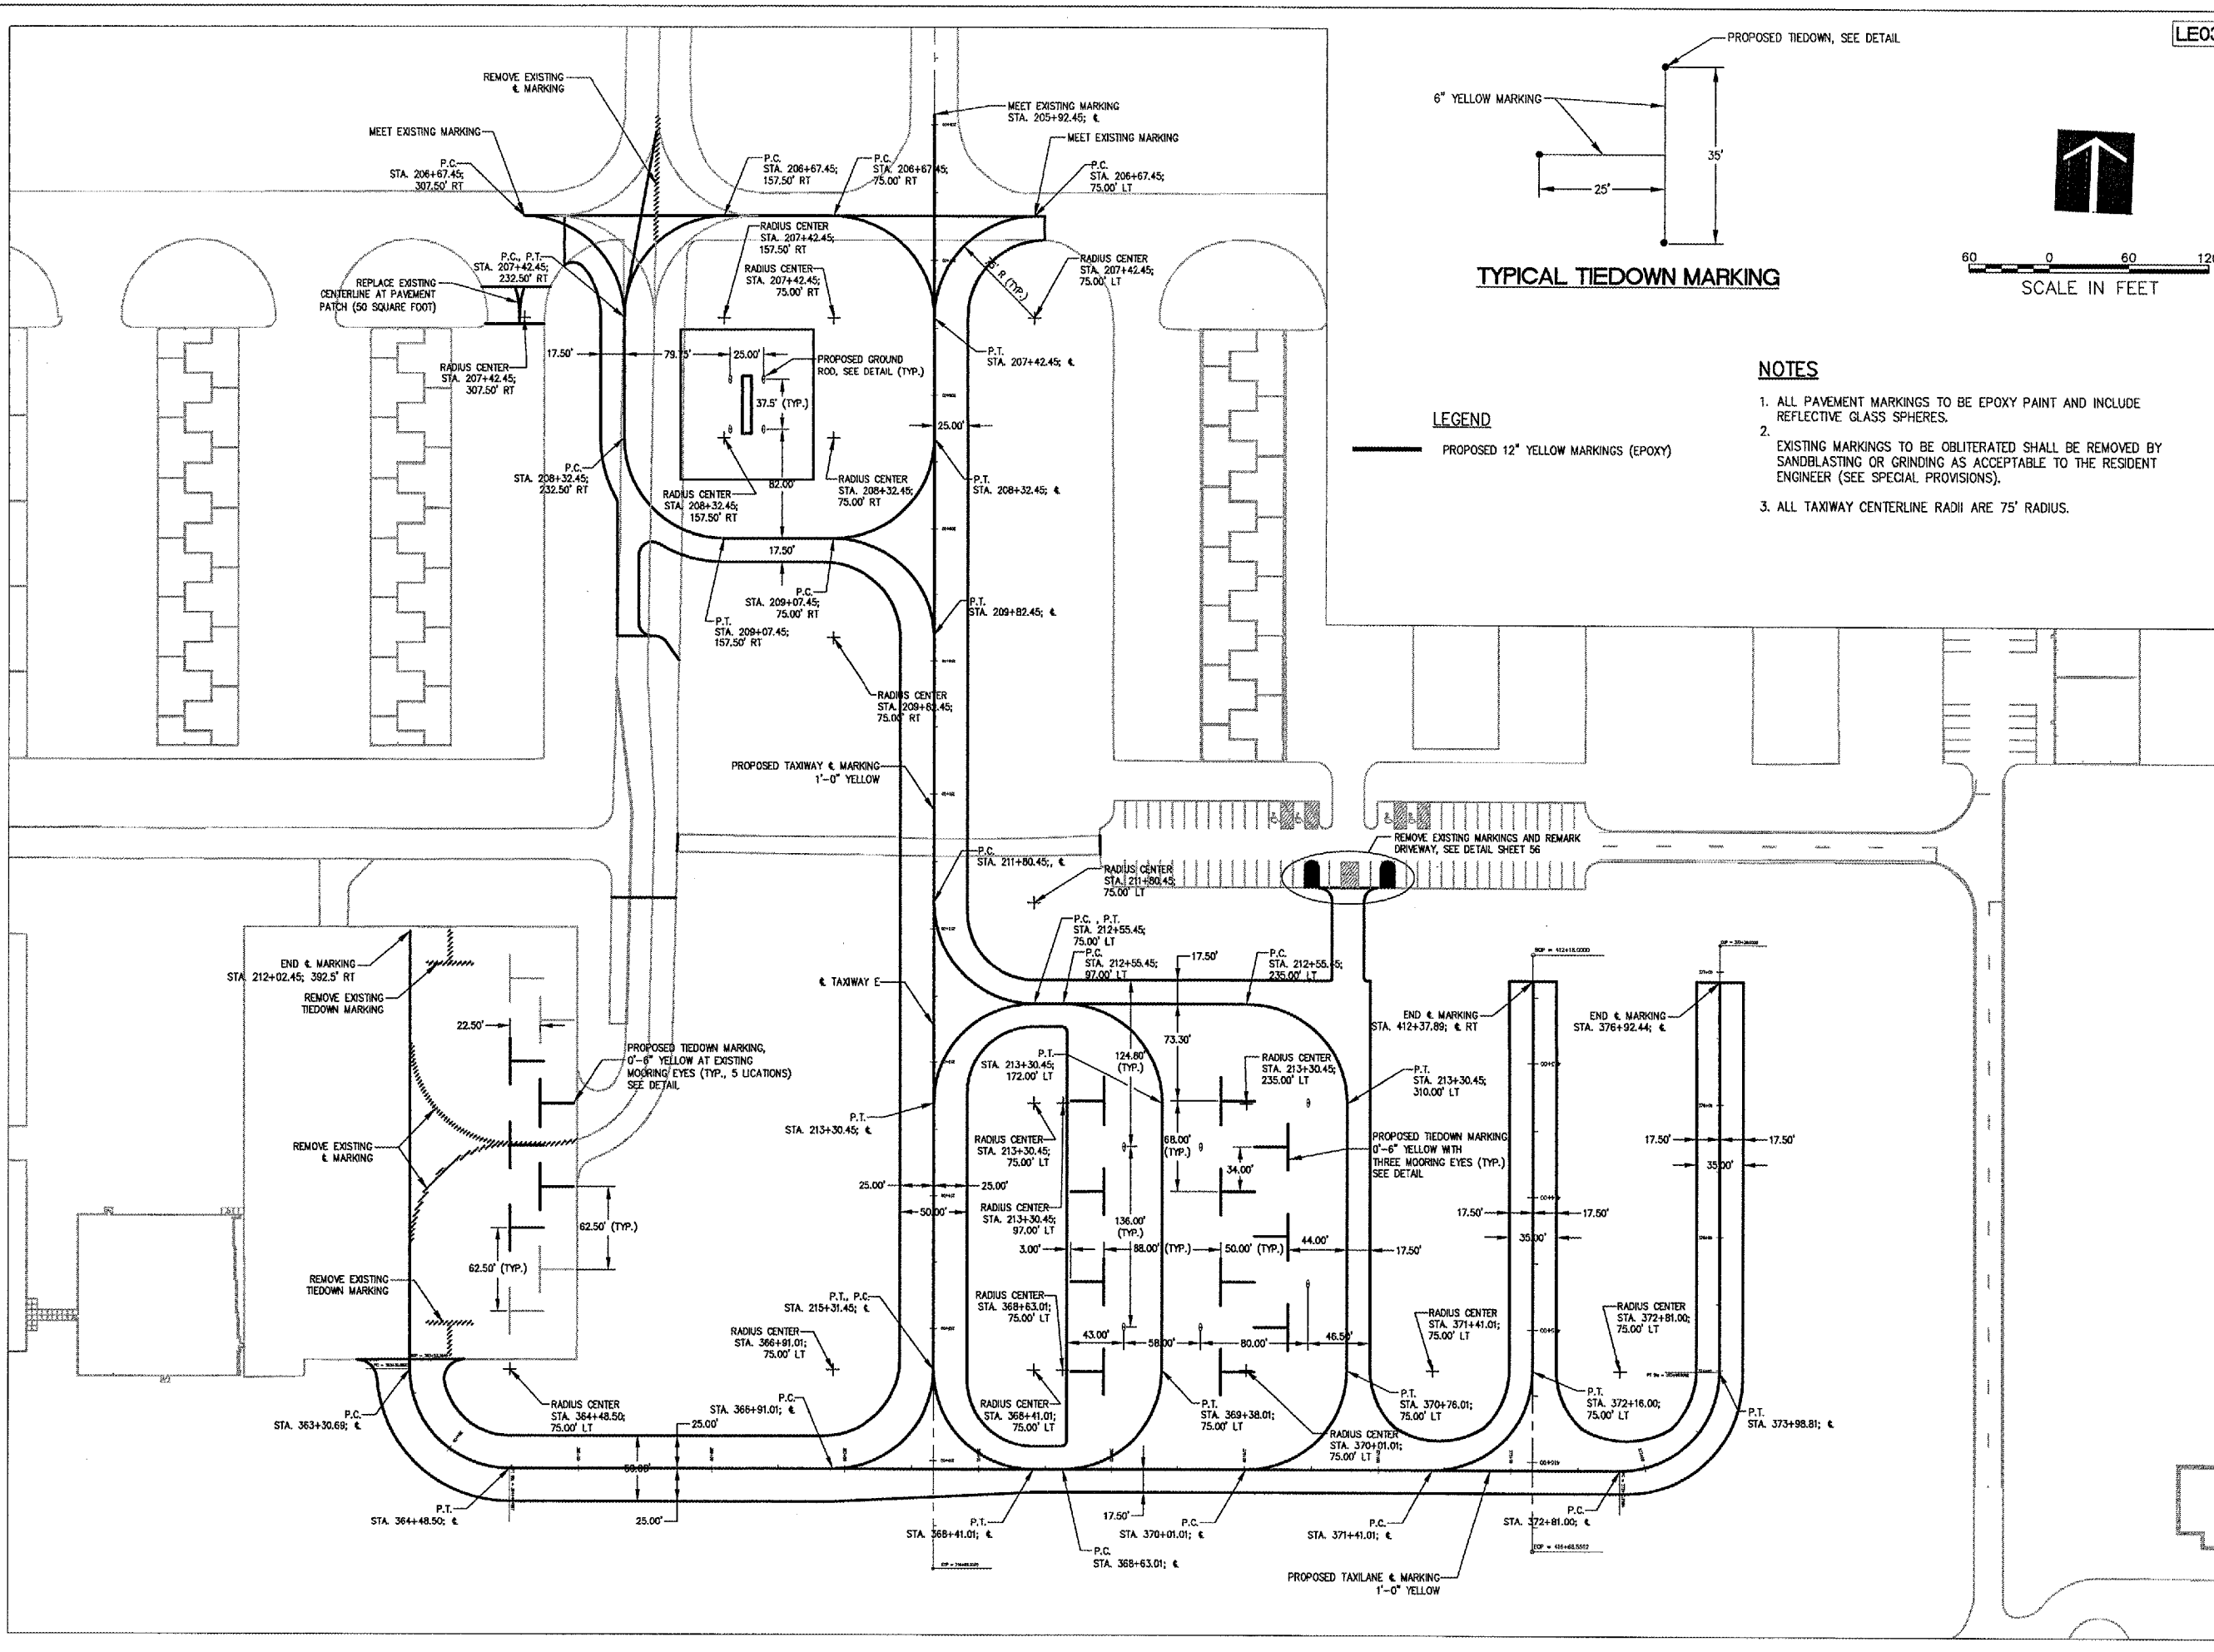 LE03
PROPOSED TIEDOWN, SEE DETAIL
6" YELLOW MARKING
35'
25'
TYPICAL TIEDOWN MARKING
60 0 60 120
SCALE IN FEET
NOTES
1. ALL PAVEMENT MARKINGS TO BE EPOXY PAINT AND INCLUDE
REFLECTIVE GLASS SPHERES.
2.
EXISTING MARKINGS TO BE OBLITERATED SHALL BE REMOVED BY
SANDBLASTING OR GRINDING AS ACCEPTABLE TO THE RESIDENT
ENGINEER (SEE SPECIAL PROVISIONS).
3. ALL TAXIWAY CENTERLINE RADII ARE 75' RADIUS.
LEGEND
PROPOSED 12" YELLOW MARKINGS (EPOXY)
REMOVE EXISTING
℄ MARKING
MEET EXISTING MARKING
STA. 205+92.45; ℄
MEET EXISTING MARKING
MEET EXISTING MARKING
P.C.
STA. 206+67.45;
307.50' RT
P.C.
STA. 206+67.45;
157.50' RT
P.C.
STA. 206+67.45;
75.00' RT
P.C.
STA. 206+67.45;
75.00' LT
RADIUS CENTER
STA. 207+42.45;
157.50' RT
RADIUS CENTER
STA. 207+42.45;
75.00' RT
75' R (TYP.)
RADIUS CENTER
STA. 207+42.45;
75.00' LT
P.C., P.T.
STA. 207+42.45;
232.50' RT
REPLACE EXISTING
CENTERLINE AT PAVEMENT
PATCH (50 SQUARE FOOT)
RADIUS CENTER
STA. 207+42.45;
307.50' RT
17.50'
79.75'
25.00'
PROPOSED GROUND
ROD, SEE DETAIL (TYP.)
37.5' (TYP.)
P.T.
STA. 207+42.45; ℄
25.00'
P.C.
STA. 208+32.45;
232.50' RT
RADIUS CENTER
STA. 208+32.45;
157.50' RT
82.00'
RADIUS CENTER
STA. 208+32.45;
75.00' RT
P.T.
STA. 208+32.45; ℄
17.50'
P.C.
STA. 209+07.45;
75.00' RT
P.T.
STA. 209+07.45;
157.50' RT
P.T.
STA. 209+82.45; ℄
RADIUS CENTER
STA. 209+82.45;
75.00' RT
PROPOSED TAXIWAY ℄ MARKING
1'-0" YELLOW
P.C.
STA. 211+80.45;, ℄
RADIUS CENTER
STA. 211+80.45;
75.00' LT
REMOVE EXISTING MARKINGS AND REMARK
DRIVEWAY, SEE DETAIL SHEET 56
P.C. , P.T.
STA. 212+55.45;
75.00' LT
P.C.
STA. 212+55.45;
97.00' LT
17.50'
P.C.
STA. 212+55.45;
235.00' LT
℄ TAXIWAY E
END ℄ MARKING
STA. 212+02.45; 392.5' RT
REMOVE EXISTING
TIEDOWN MARKING
22.50'
PROPOSED TIEDOWN MARKING,
0'-6" YELLOW AT EXISTING
MOORING EYES (TYP., 5 LICATIONS)
SEE DETAIL
REMOVE EXISTING
℄ MARKING
62.50' (TYP.)
62.50' (TYP.)
REMOVE EXISTING
TIEDOWN MARKING
END ℄ MARKING
STA. 412+37.89; ℄ RT
END ℄ MARKING
STA. 376+92.44; ℄
73.30'
124.80'
(TYP.)
P.T.
STA. 213+30.45;
172.00' LT
RADIUS CENTER
STA. 213+30.45;
235.00' LT
P.T.
STA. 213+30.45;
310.00' LT
P.T.
STA. 213+30.45; ℄
RADIUS CENTER
STA. 213+30.45;
75.00' LT
68.00'
(TYP.)
34.00'
PROPOSED TIEDOWN MARKING
0'-6" YELLOW WITH
THREE MOORING EYES (TYP.)
SEE DETAIL
17.50'
17.50'
35.00'
25.00'
25.00'
50.00'
RADIUS CENTER
STA. 213+30.45;
97.00' LT
136.00'
(TYP.)
17.50'
17.50'
35.00'
3.00'
88.00' (TYP.)
50.00' (TYP.)
44.00'
17.50'
P.T., P.C.
STA. 215+31.45; ℄
RADIUS CENTER
STA. 368+63.01;
75.00' LT
43.00'
58.00'
80.00'
46.50'
RADIUS CENTER
STA. 371+41.01;
75.00' LT
RADIUS CENTER
STA. 372+81.00;
75.00' LT
RADIUS CENTER
STA. 366+91.01;
75.00' LT
P.C.
STA. 363+30.69; ℄
RADIUS CENTER
STA. 364+48.50;
75.00' LT
25.00'
P.C.
STA. 366+91.01; ℄
RADIUS CENTER
STA. 368+41.01;
75.00' LT
P.T.
STA. 369+38.01;
75.00' LT
RADIUS CENTER
STA. 370+01.01;
75.00' LT
P.T.
STA. 370+76.01;
75.00' LT
P.T.
STA. 372+16.00;
75.00' LT
P.T.
STA. 373+98.81; ℄
50.00'
P.T.
STA. 364+48.50; ℄
25.00'
P.T.
STA. 368+41.01; ℄
17.50'
P.C.
STA. 370+01.01; ℄
P.C.
STA. 371+41.01; ℄
P.C.
STA. 372+81.00; ℄
P.C.
STA. 368+63.01; ℄
PROPOSED TAXILANE ℄ MARKING
1'-0" YELLOW